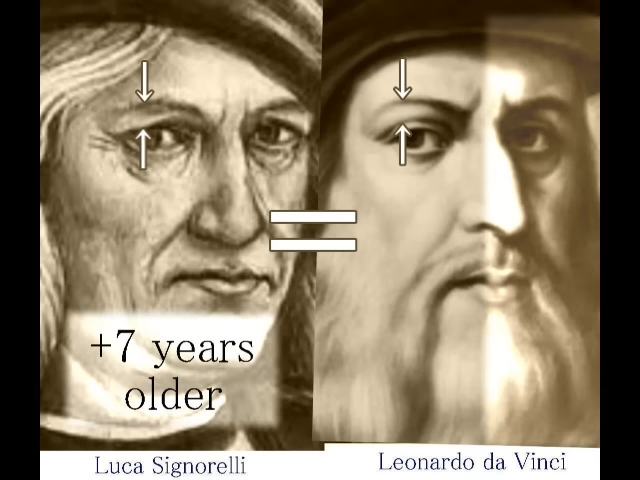 +7 years
older
Luca Signorelli
Leonardo da Vinci